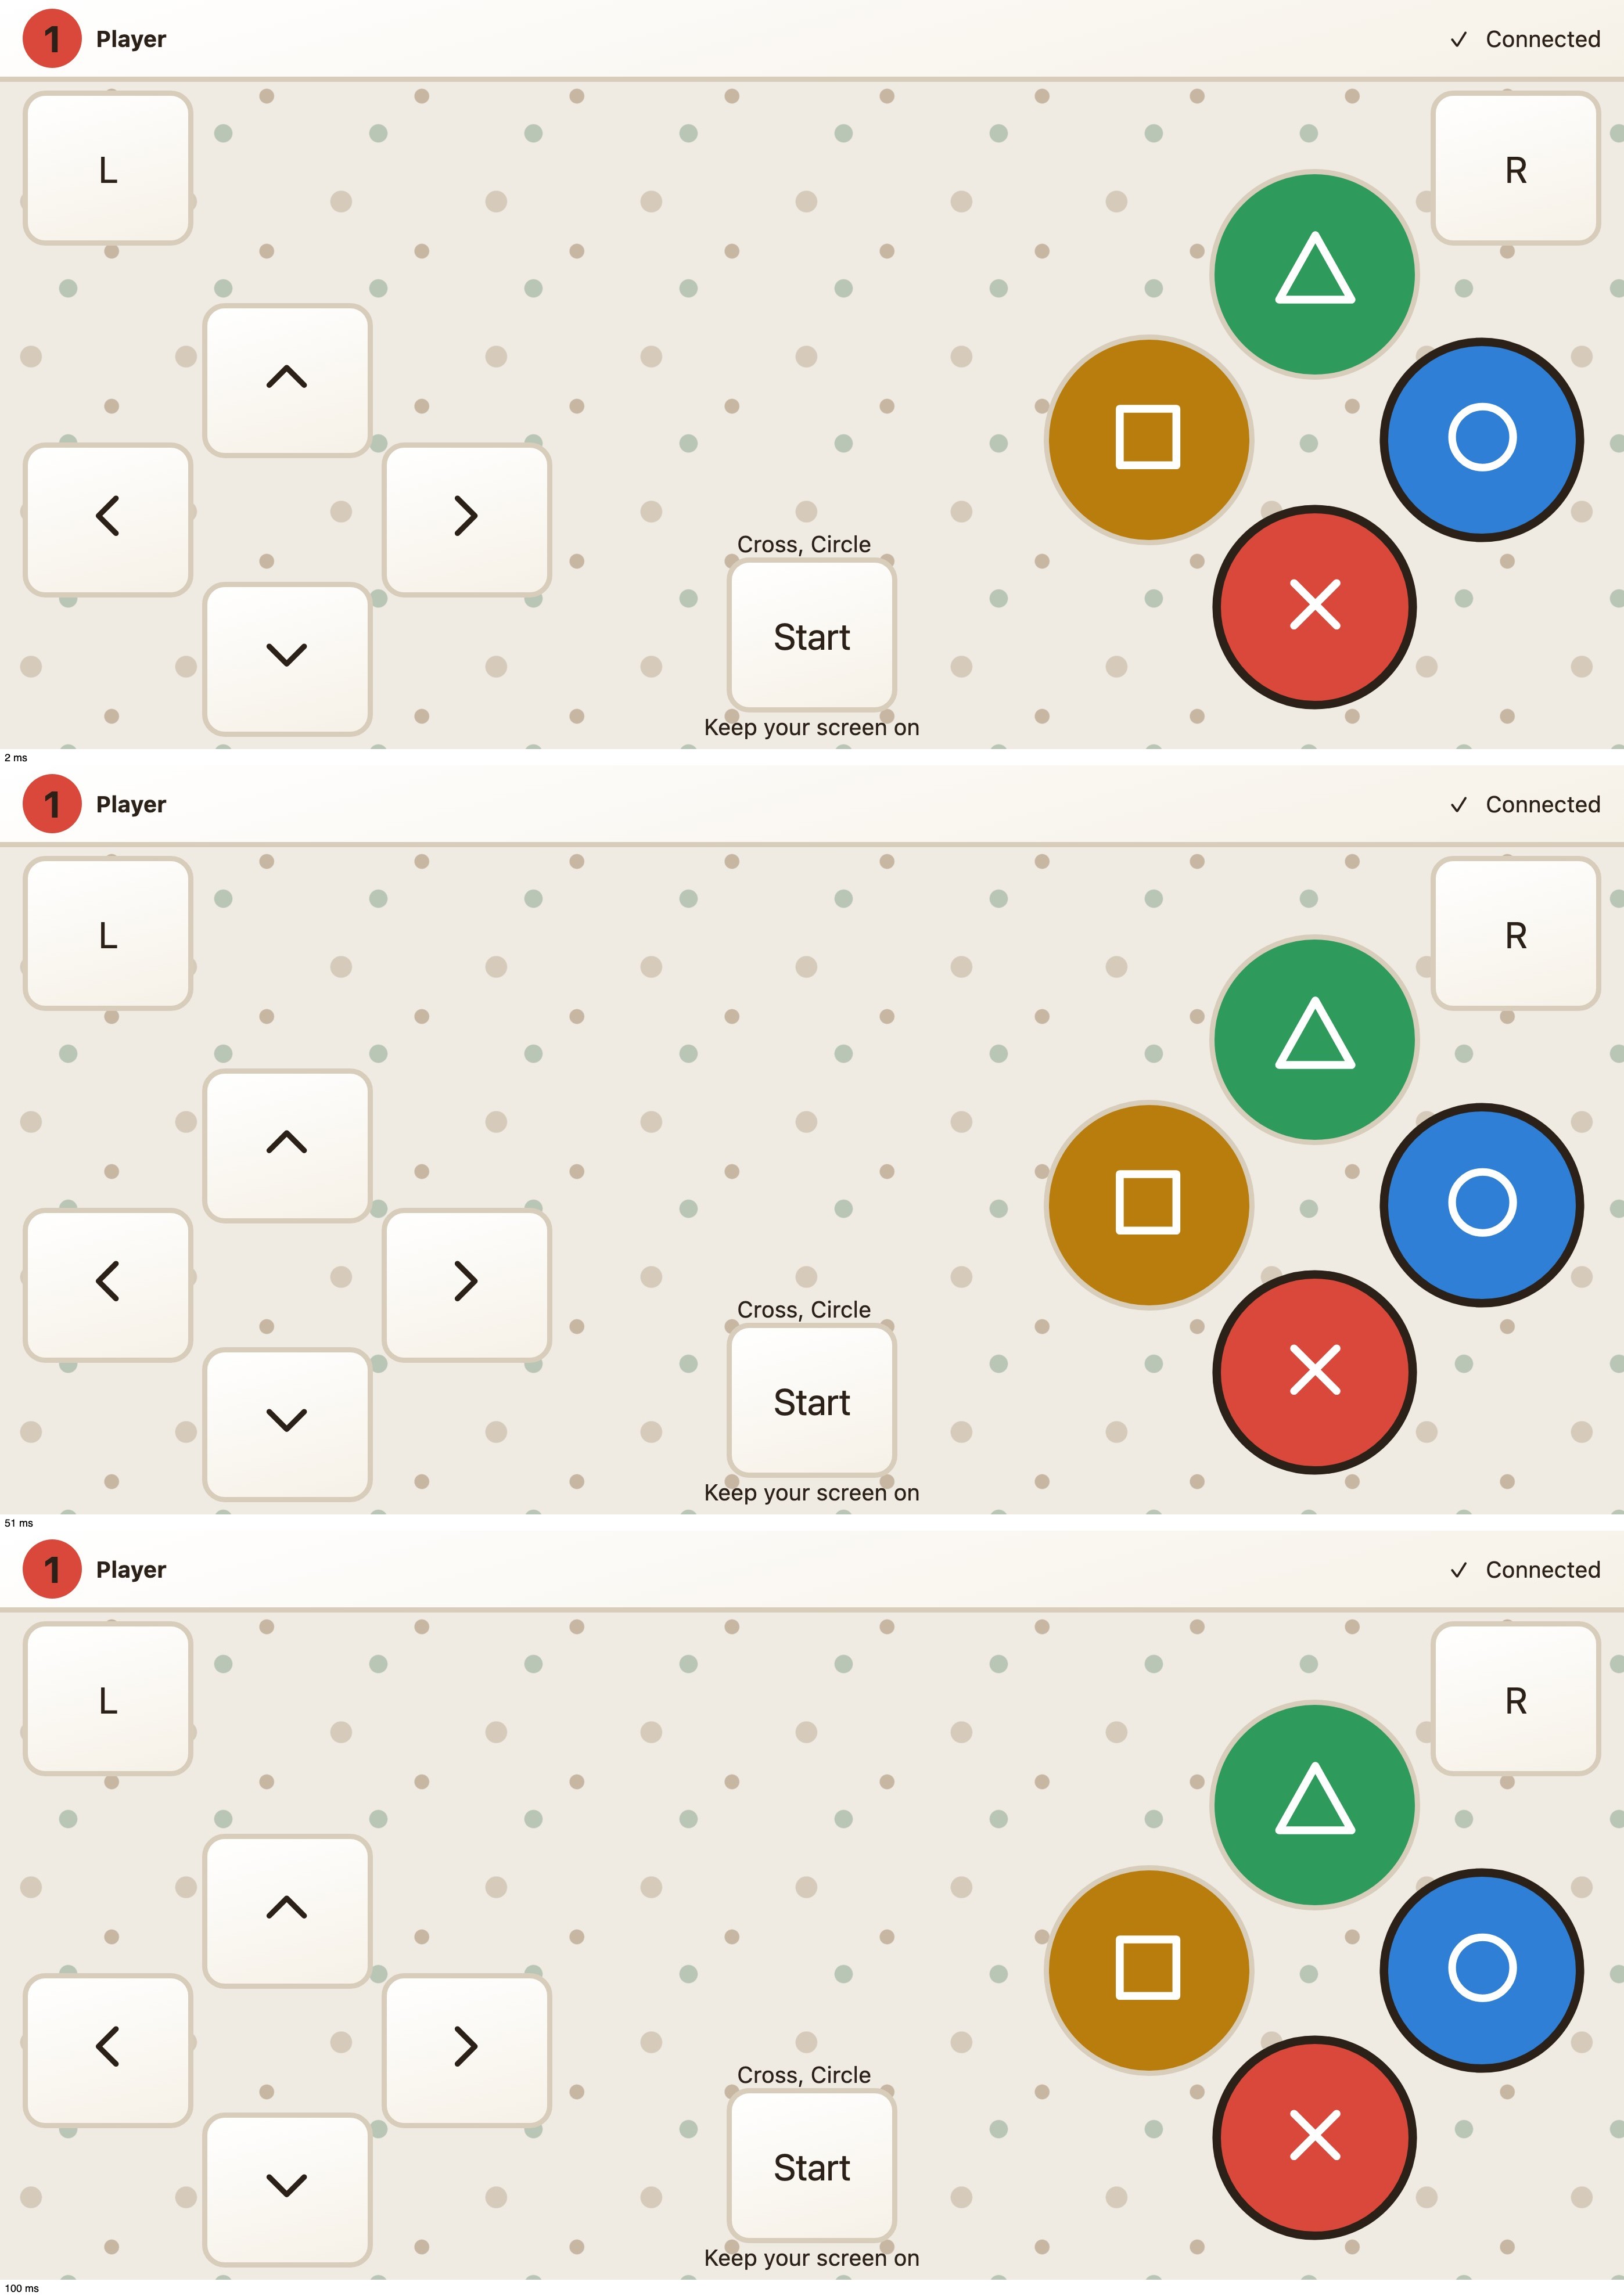 1 Player
✓ Connected
L
R
Cross, Circle
Start
Keep your screen on
2 ms
1 Player
✓ Connected
L
R
Cross, Circle
Start
Keep your screen on
51 ms
1 Player
✓ Connected
L
R
Cross, Circle
Start
Keep your screen on
100 ms